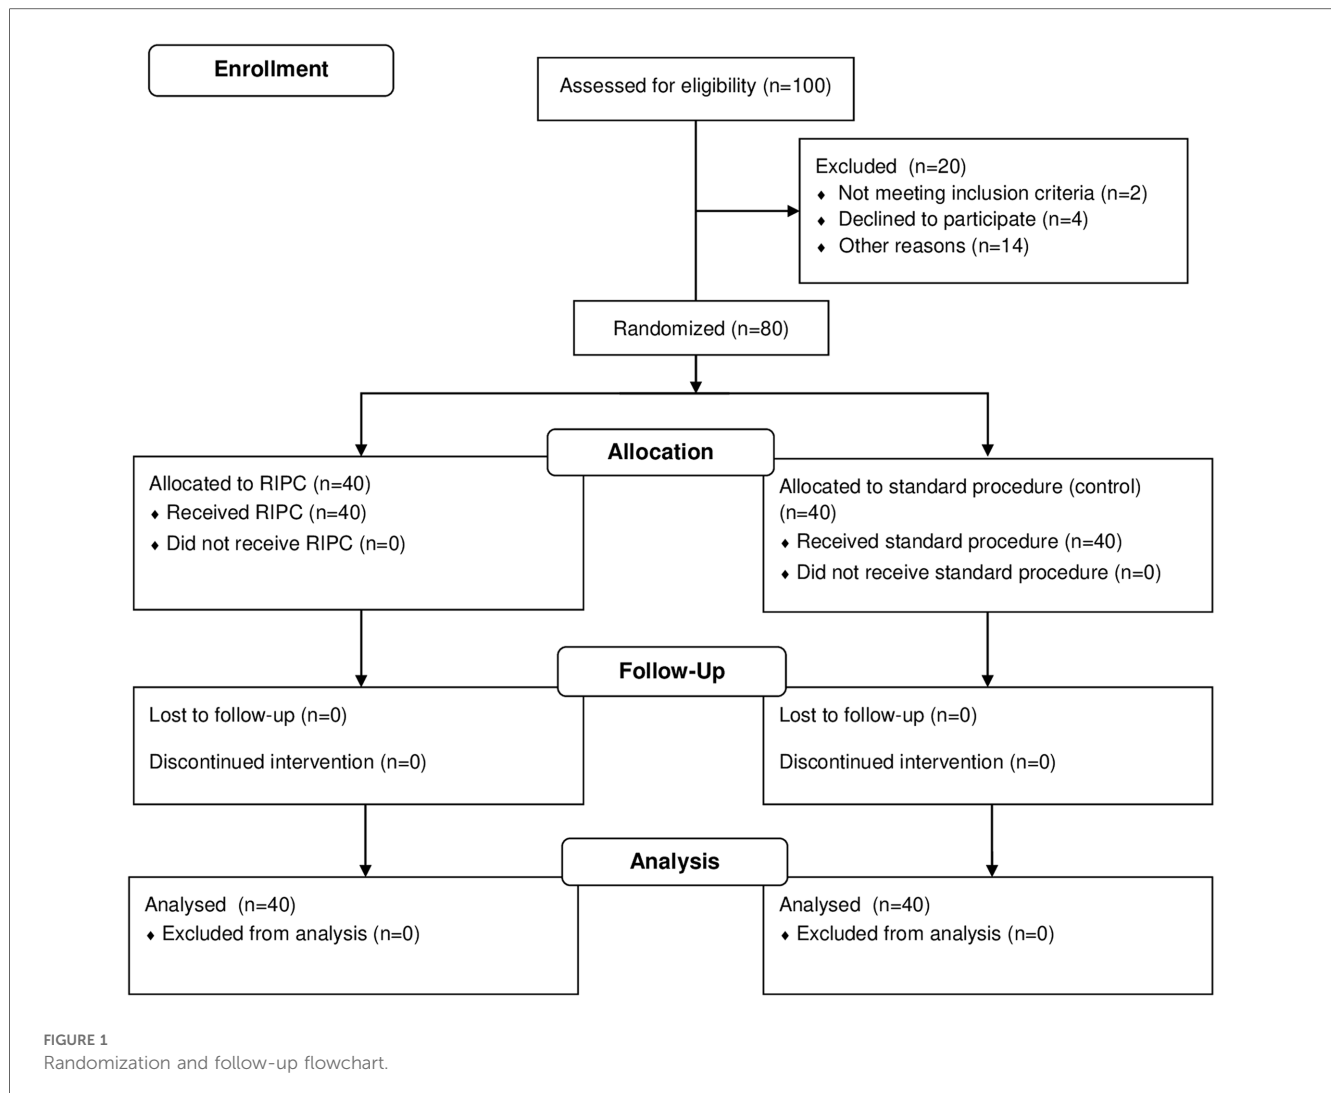 Enrollment
Assessed for eligibility (n=100)
Excluded (n=20)
♦ Not meeting inclusion criteria (n=2)
♦ Declined to participate (n=4)
♦ Other reasons (n=14)
Randomized (n=80)
Allocation
Allocated to RIPC (n=40)
♦ Received RIPC (n=40)
♦ Did not receive RIPC (n=0)
Allocated to standard procedure (control)
(n=40)
♦ Received standard procedure (n=40)
♦ Did not receive standard procedure (n=0)
Follow-Up
Lost to follow-up (n=0)
Discontinued intervention (n=0)
Lost to follow-up (n=0)
Discontinued intervention (n=0)
Analysis
Analysed (n=40)
♦ Excluded from analysis (n=0)
Analysed (n=40)
♦ Excluded from analysis (n=0)
FIGURE 1
Randomization and follow-up flowchart.